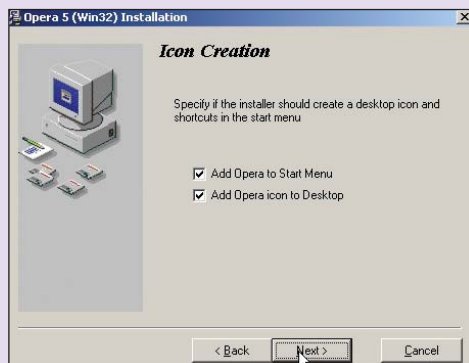 Opera 5 (Win32) Installation
Icon Creation
Specify if the installer should create a desktop icon and
shortcuts in the start menu
Add Opera to Start Menu
Add Opera icon to Desktop
< Back
Next >
Cancel